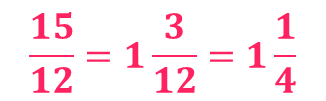 15/12 = 1 3/12 = 1 1/4